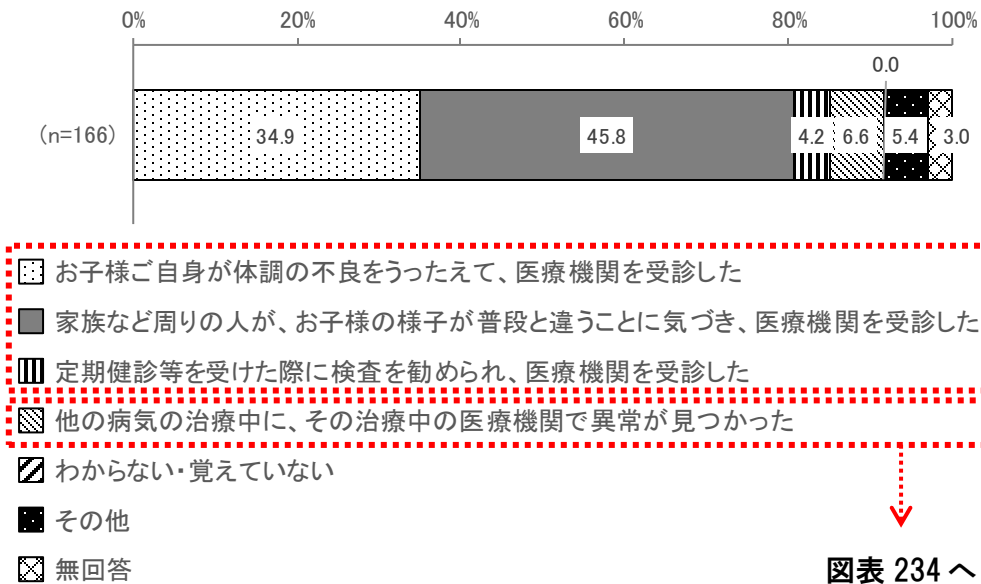 0% 20% 40% 60% 80% 100%
0.0
(n=166) 34.9 45.8 4.2 6.6 5.4 3.0
お子様ご自身が体調の不良をうったえて、医療機関を受診した
家族など周りの人が、お子様の様子が普段と違うことに気づき、医療機関を受診した
定期健診等を受けた際に検査を勧められ、医療機関を受診した
他の病気の治療中に、その治療中の医療機関で異常が見つかった
わからない・覚えていない
その他
無回答
図表 234 へ